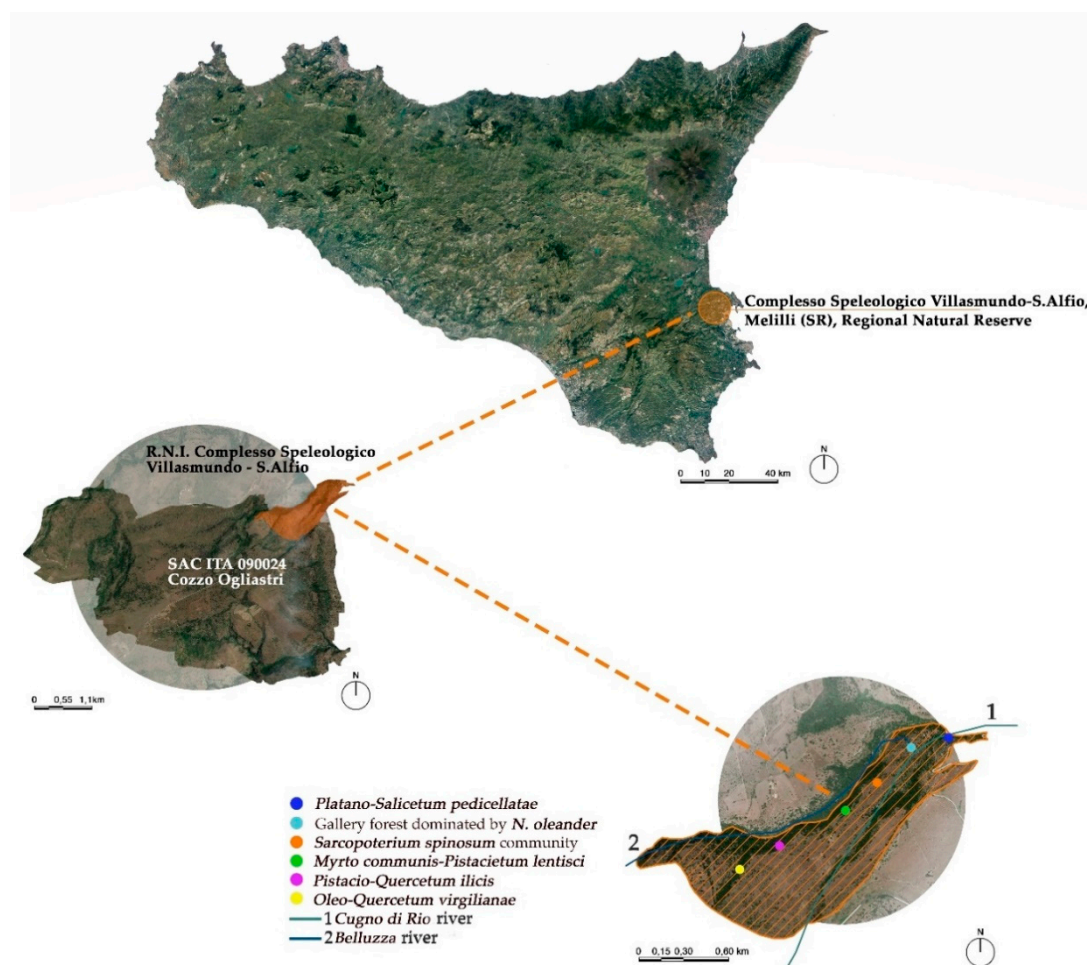 Complesso Speleologico Villasmundo-S.Alfio,
Melilli (SR), Regional Natural Reserve
N
0 10 20 40 km
R.N.I. Complesso Speleologico
Villasmundo - S.Alfio
SAC ITA 090024
Cozzo Ogliastri
N
0 0,55 1,1km
1
2
Platano-Salicetum pedicellatae
Gallery forest dominated by N. oleander
Sarcopoterium spinosum community
Myrto communis-Pistacietum lentisci
Pistacio-Quercetum ilicis
Oleo-Quercetum virgilianae
1 Cugno di Rio river
2 Belluzza river
N
0 0,15 0,30 0,60 km